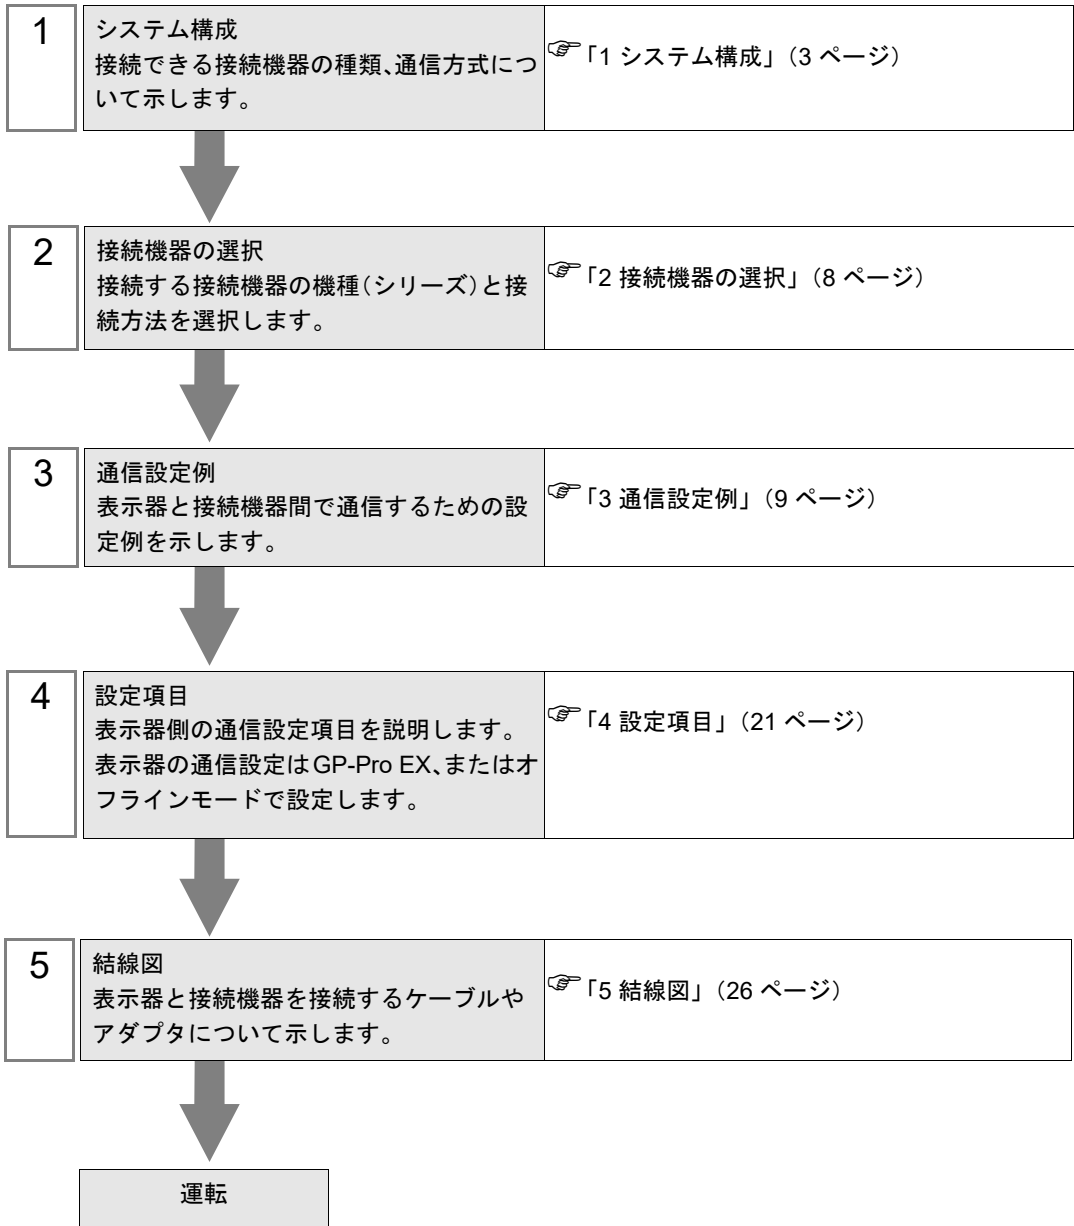 1
システム構成
接続できる接続機器の種類、通信方式につ
いて示します。
☞「1 システム構成」（3 ページ）
2
接続機器の選択
接続する接続機器の機種（シリーズ）と接
続方法を選択します。
☞「2 接続機器の選択」（8 ページ）
3
通信設定例
表示器と接続機器間で通信するための設
定例を示します。
☞「3 通信設定例」（9 ページ）
4
設定項目
表示器側の通信設定項目を説明します。
表示器の通信設定はGP-Pro EX、またはオ
フラインモードで設定します。
☞「4 設定項目」（21 ページ）
5
結線図
表示器と接続機器を接続するケーブルや
アダプタについて示します。
☞「5 結線図」（26 ページ）
運転